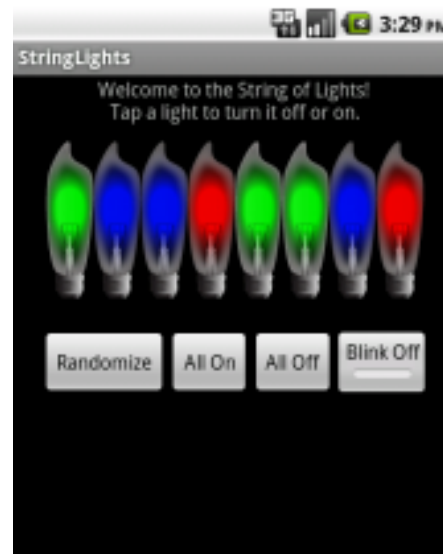 3:29 PM
StringLights
Welcome to the String of Lights!
Tap a light to turn it off or on.
Randomize
All On
All Off
Blink Off